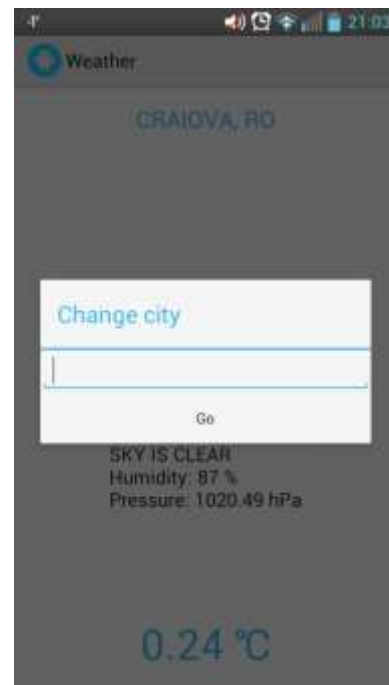 21:03
Weather
CRAIOVA, RO
Change city
Go
SKY IS CLEAR
Humidity: 87 %
Pressure: 1020.49 hPa
0.24 °C